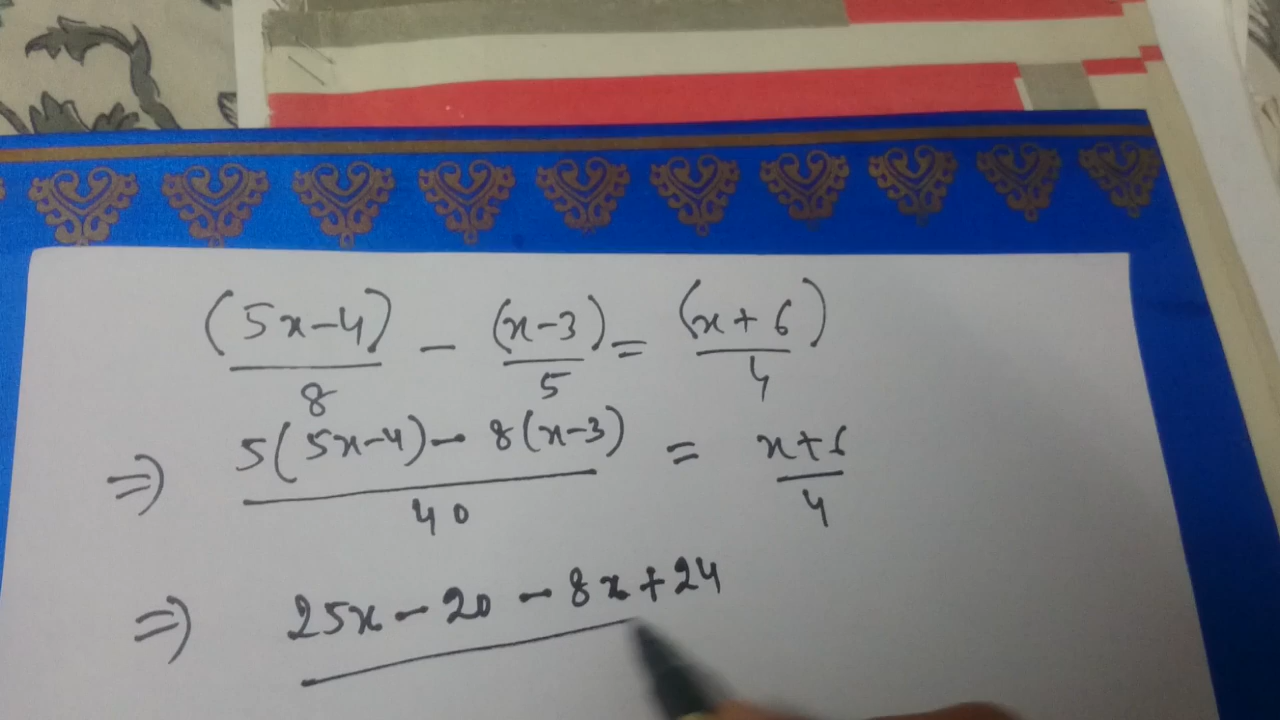 (5x-4)/8 - (x-3)/5 = (x+6)/4
⇒ (5(5x-4) - 8(x-3))/40 = (x+6)/4
⇒ 25x - 20 - 8x + 24